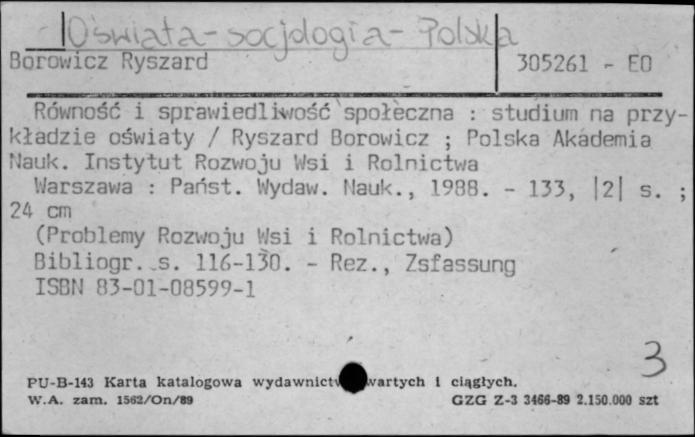 Oświata - socjologia - Polska
Borowicz Ryszard 305261 - EO
Równość i sprawiedliwość społeczna : studium na przy-
kładzie oświaty / Ryszard Borowicz ; Polska Akademia
Nauk. Instytut Rozwoju Wsi i Rolnictwa
Warszawa : Państ. Wydaw. Nauk., 1988. - 133, |2| s. ;
24 cm
(Problemy Rozwoju Wsi i Rolnictwa)
Bibliogr. s. 116-130. - Rez., Zsfassung
ISBN 83-01-08599-1
3
PU-B-143 Karta katalogowa wydawnictw zwartych i ciągłych.
W.A. zam. 1562/On/89 GZG Z-3 3466-89 2.150.000 szt